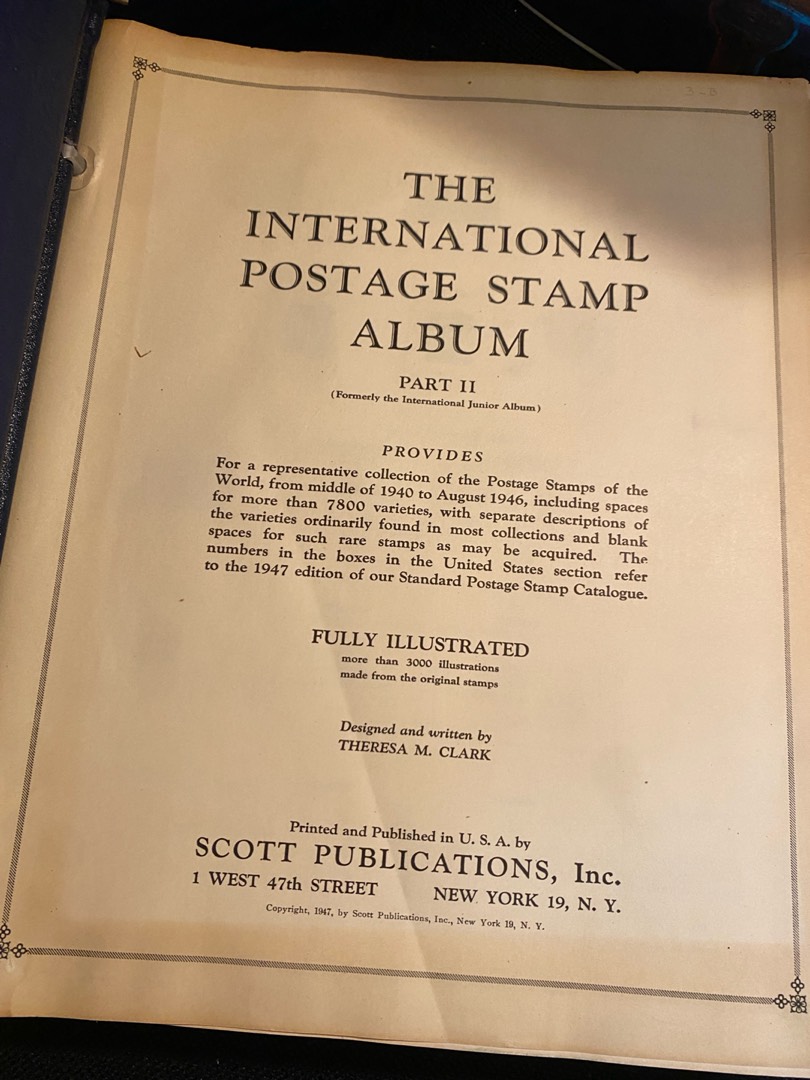 THE
INTERNATIONAL
POSTAGE STAMP
ALBUM
PART II
(Formerly the International Junior Album)
PROVIDES
For a representative collection of the Postage Stamps of the
World, from middle of 1940 to August 1946, including spaces
for more than 7800 varieties, with separate descriptions of
the varieties ordinarily found in most collections and blank
spaces for such rare stamps as may be acquired. The
numbers in the boxes in the United States section refer
to the 1947 edition of our Standard Postage Stamp Catalogue.
FULLY ILLUSTRATED
more than 3000 illustrations
made from the original stamps
Designed and written by
THERESA M. CLARK
Printed and Published in U. S. A. by
SCOTT PUBLICATIONS, Inc.
1 WEST 47th STREET NEW YORK 19, N. Y.
Copyright, 1947, by Scott Publications, Inc., New York 19, N. Y.